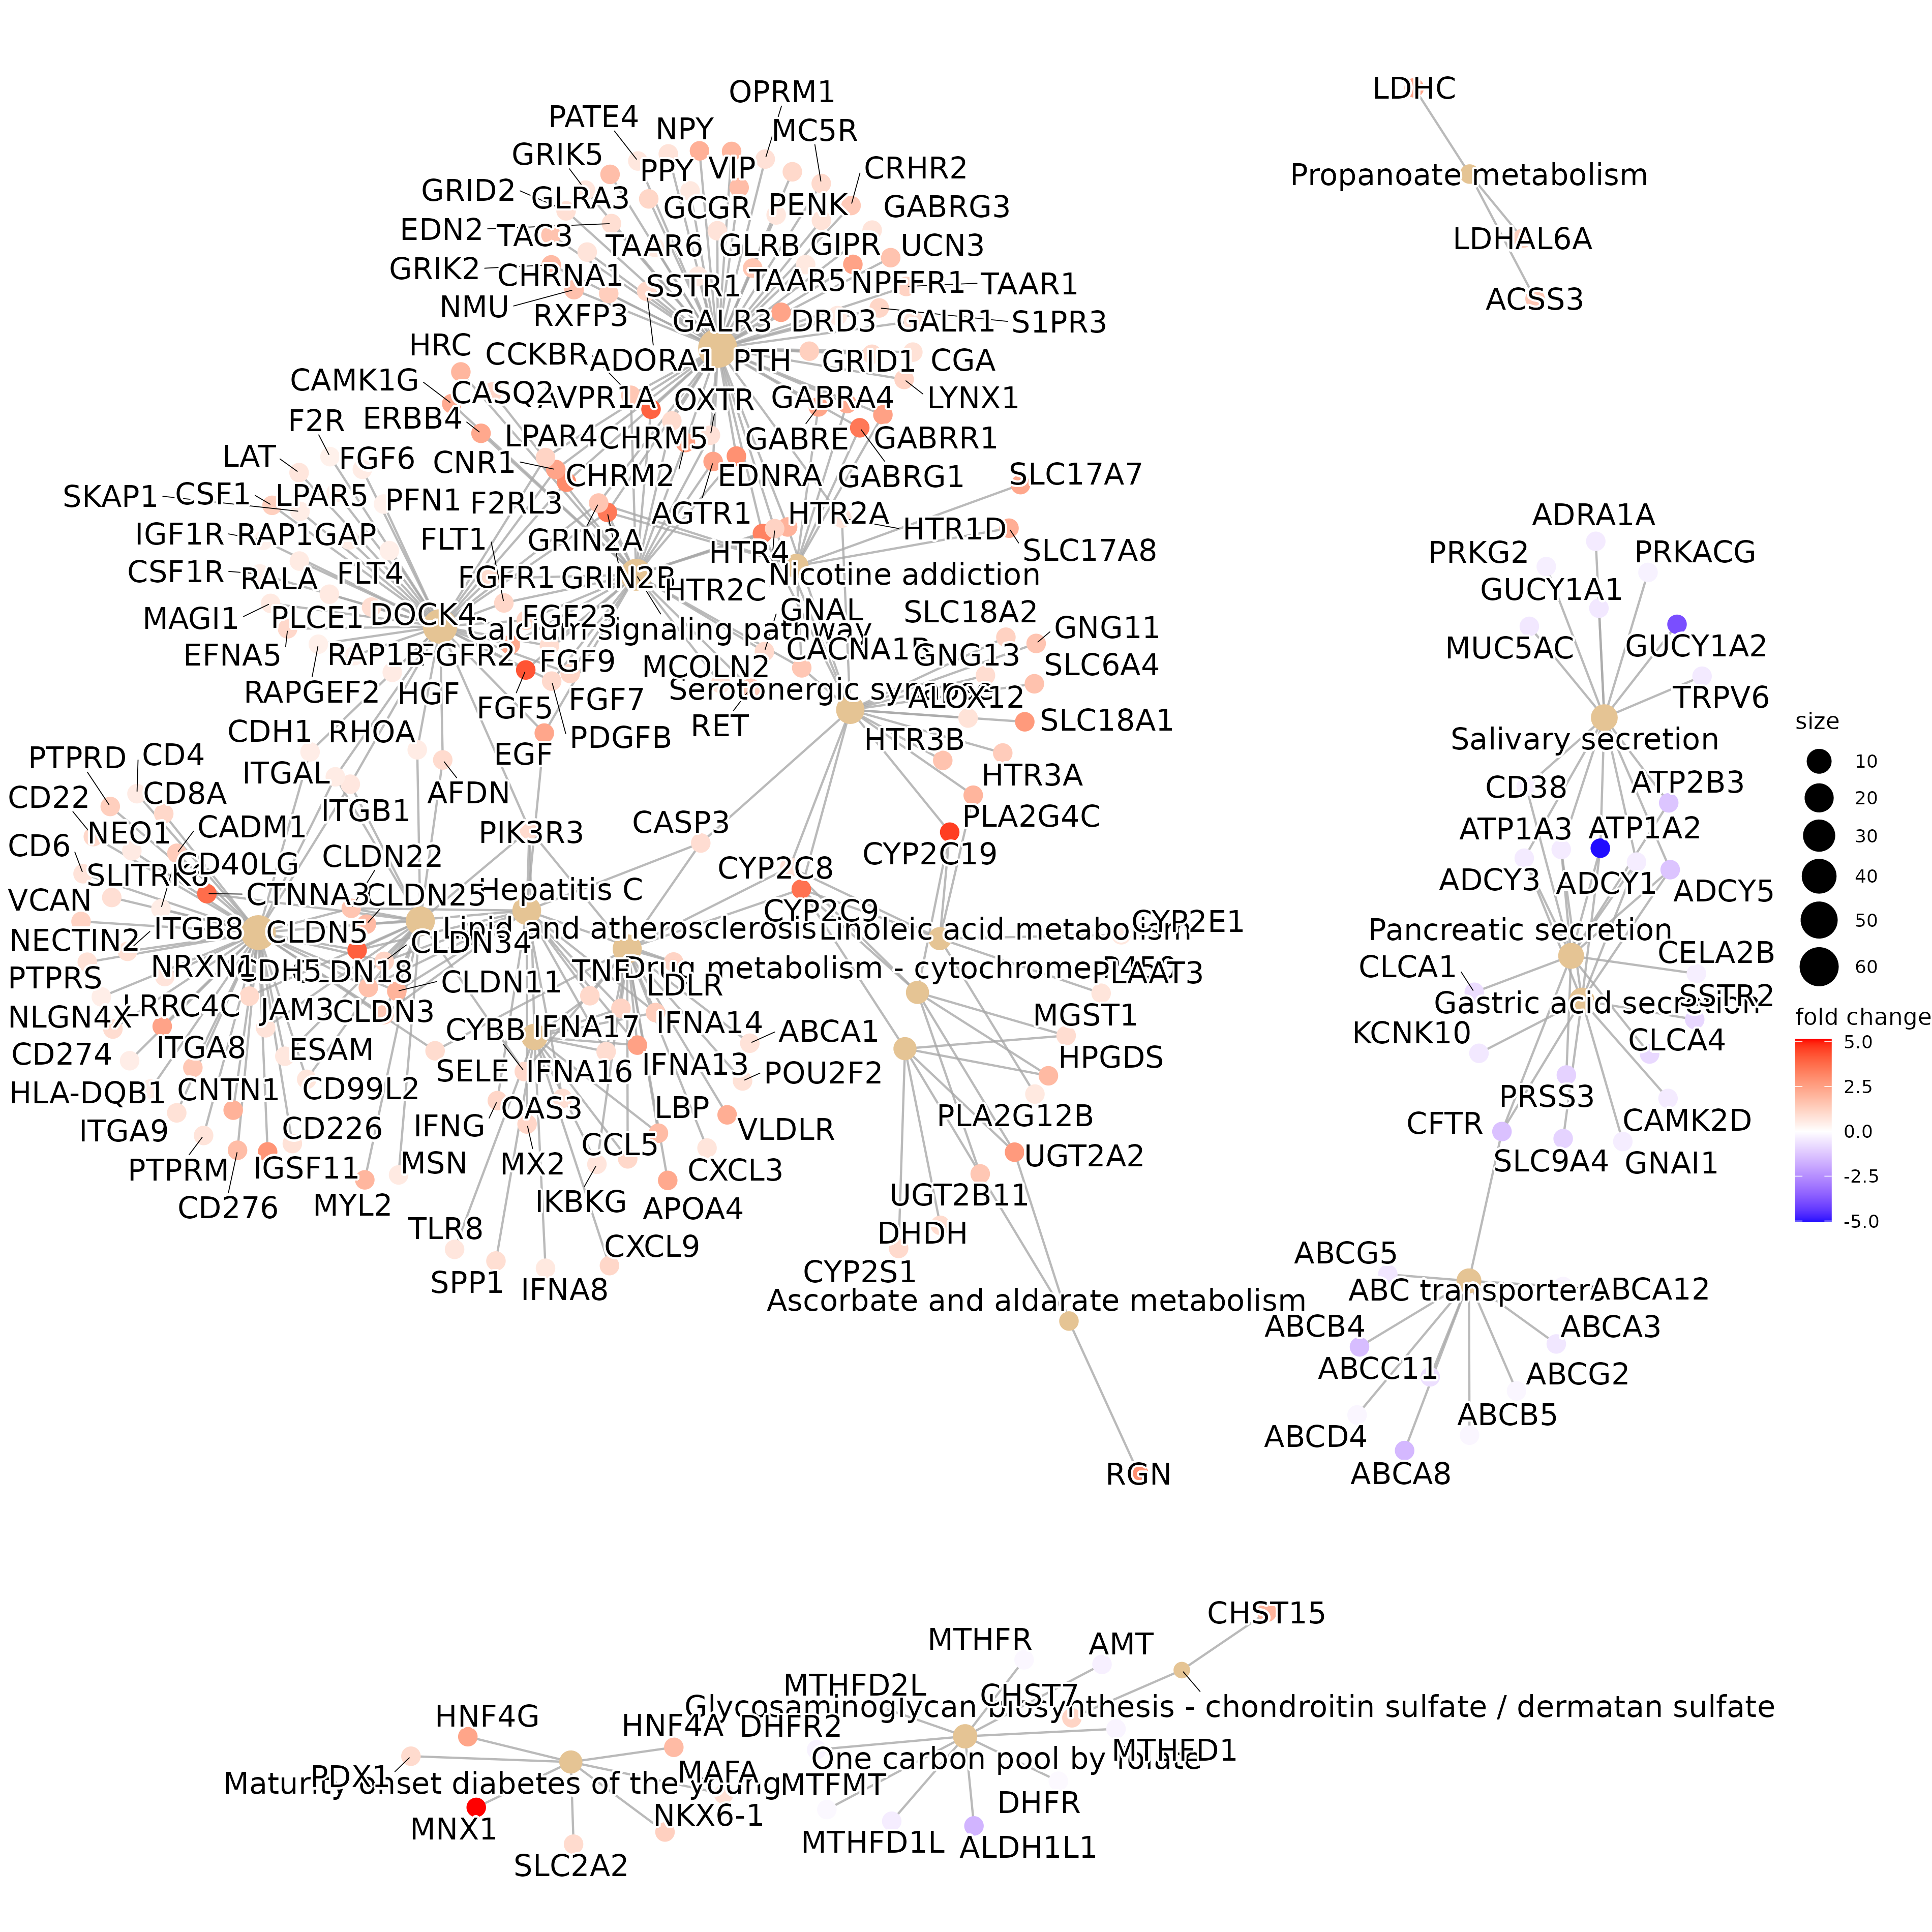 LDHC
OPRM1
PATE4
NPY
MC5R
GRIK5
PPY
VIP
CRHR2
Propanoate metabolism
GRID2
GLRA3
GCGR
PENK
GABRG3
EDN2
TAC3
TAAR6
GLRB
GIPR
UCN3
LDHAL6A
GRIK2
CHRNA1
SSTR1
TAAR5
NPFFR1
TAAR1
ACSS3
NMU
RXFP3
GALR3
DRD3
GALR1
S1PR3
HRC
CCKBR
ADORA1
PTH
GRID1
CGA
CAMK1G
CASQ2
AVPR1A
OXTR
GABRA4
LYNX1
F2R
ERBB4
LPAR4
CHRM5
GABRE
GABRR1
LAT
FGF6
CNR1
CHRM2
EDNRA
GABRG1
SLC17A7
SKAP1
CSF1
LPAR5
PFN1
F2RL3
AGTR1
HTR2A
HTR1D
ADRA1A
IGF1R
RAP1GAP
FLT1
GRIN2A
HTR4
SLC17A8
PRKG2
PRKACG
CSF1R
RALA
FLT4
FGFR1
GRIN2B
HTR2C
Nicotine addiction
GUCY1A1
MAGI1
PLCE1
DOCK4
FGF23
GNAL
SLC18A2
Calcium signaling pathway
GNG11
MUC5AC
GUCY1A2
EFNA5
RAP1B
FGFR2
FGF9
MCOLN2
CACNA1B
GNG13
SLC6A4
RAPGEF2
HGF
FGF5
FGF7
Serotonergic synapse
ALOX12
TRPV6
CDH1
RHOA
EGF
PDGFB
RET
HTR3B
SLC18A1
Salivary secretion
size
PTPRD
CD4
ITGAL
HTR3A
10
CD22
CD8A
ITGB1
AFDN
CD38
ATP2B3
20
CD6
NEO1
CADM1
PIK3R3
CASP3
PLA2G4C
ATP1A3
ATP1A2
30
SLITRK6
CD40LG
CLDN22
CYP2C8
CYP2C19
ADCY3
ADCY1
ADCY5
40
VCAN
CTNNA3
CLDN25
Hepatitis C
CYP2C9
50
NECTIN2
ITGB8
CLDN5
CLDN34
Lipid and atherosclerosis
Linoleic acid metabolism
CYP2E1
Pancreatic secretion
60
PTPRS
NRXN1
CDH5
CLDN18
CLDN11
TNF
Drug metabolism - cytochrome P450
PLAAT3
CLCA1
CELA2B
NLGN4X
LRRC4C
JAM3
CLDN3
LDLR
Gastric acid secretion
SSTR2
fold change
CD274
ITGA8
ESAM
CYBB
IFNA17
IFNA14
ABCA1
MGST1
KCNK10
CLCA4
5.0
HLA-DQB1
CNTN1
CD99L2
SELE
IFNA16
IFNA13
POU2F2
HPGDS
2.5
ITGA9
CD226
IFNG
OAS3
LBP
VLDLR
PLA2G12B
PRSS3
CFTR
CAMK2D
0.0
PTPRM
IGSF11
MSN
MX2
CCL5
CXCL3
UGT2A2
SLC9A4
GNAI1
-2.5
CD276
MYL2
IKBKG
APOA4
UGT2B11
-5.0
TLR8
CXCL9
DHDH
ABCG5
SPP1
IFNA8
CYP2S1
ABC transporters
ABCA12
Ascorbate and aldarate metabolism
ABCB4
ABCA3
ABCC11
ABCG2
ABCD4
ABCB5
RGN
ABCA8
CHST15
MTHFR
AMT
MTHFD2L
CHST7
Glycosaminoglycan biosynthesis - chondroitin sulfate / dermatan sulfate
HNF4G
HNF4A
DHFR2
One carbon pool by folate
MTHFD1
PDX1
Maturity onset diabetes of the young
MAFA
MTFMT
MNX1
NKX6-1
DHFR
MTHFD1L
ALDH1L1
SLC2A2